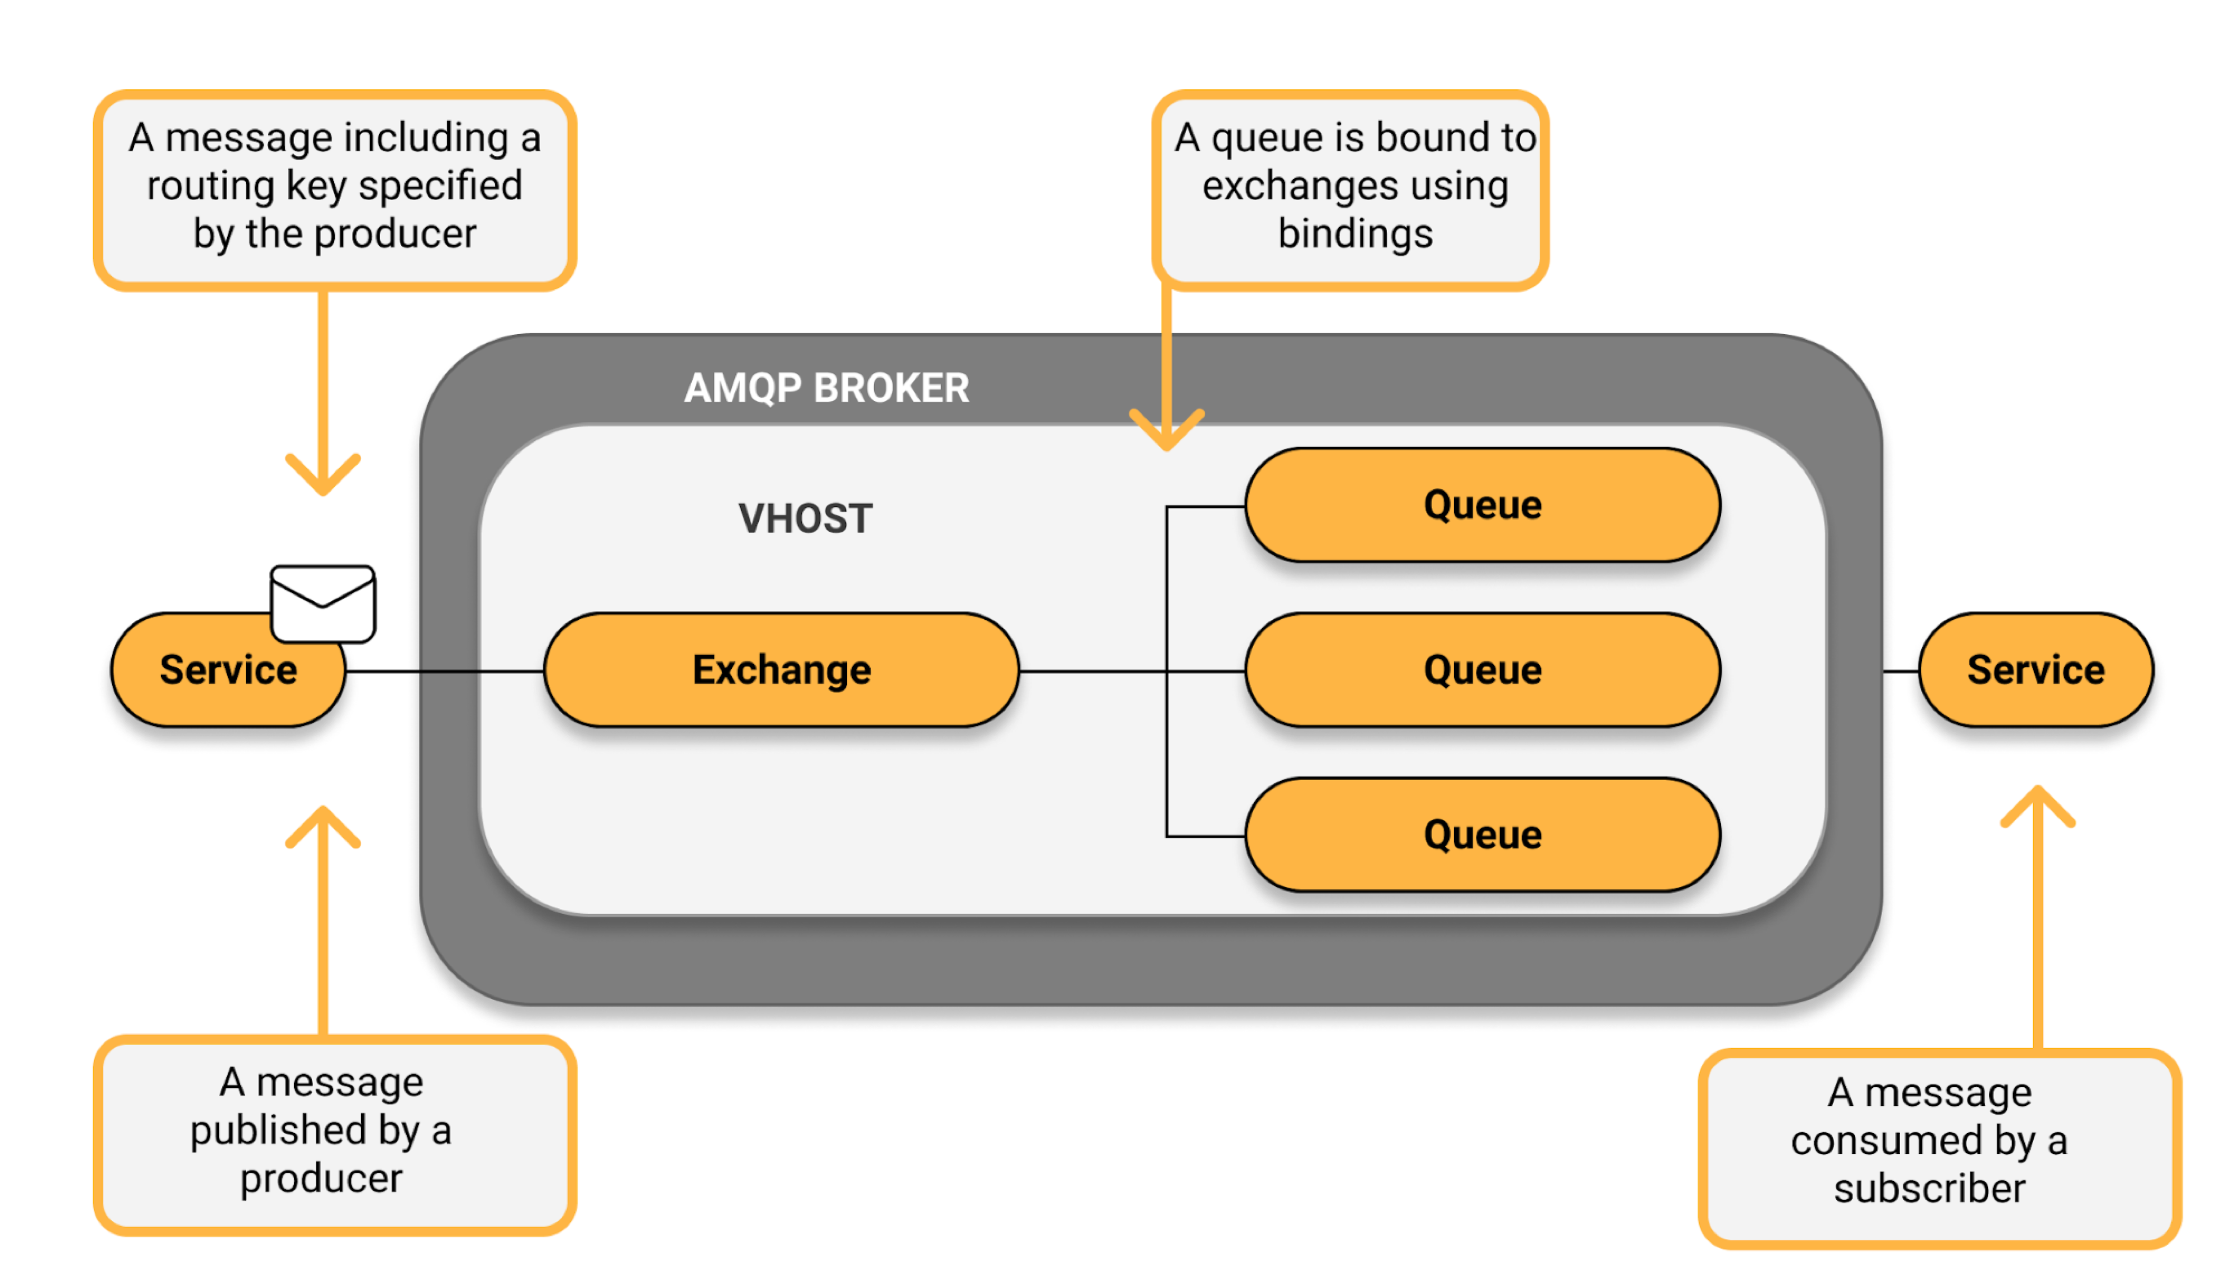 A message including a
routing key specified
by the producer
A queue is bound to
exchanges using
bindings
AMQP BROKER
VHOST
Queue
Service
Exchange
Queue
Service
Queue
A message
published by a
producer
A message
consumed by a
subscriber